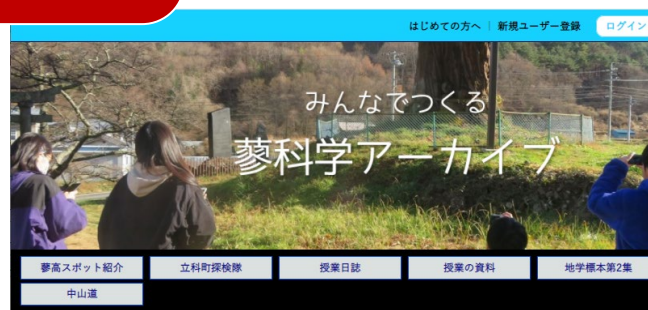 はじめての方へ | 新規ユーザー登録 ログイン
みんなでつくる
蓼科学アーカイブ
蓼高スポット紹介 立科町探検隊 授業日誌 授業の資料 地学標本第2集
中山道